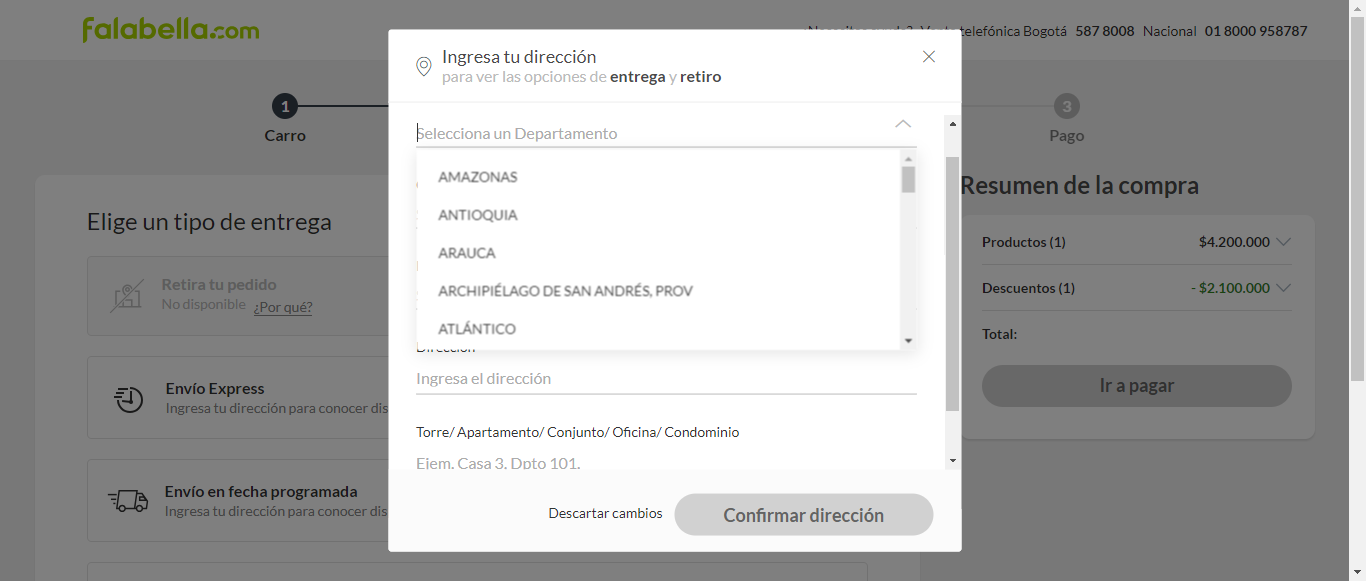 falabella.com
telefónica Bogotá 587 8008 Nacional 01 8000 958787
Ingresa tu dirección
para ver las opciones de entrega y retiro
1
Carro
3
Pago
Selecciona un Departamento
AMAZONAS
ANTIOQUIA
ARAUCA
ARCHIPIÉLAGO DE SAN ANDRÉS, PROV
ATLÁNTICO
Dirección
Ingresa el dirección
Torre/ Apartamento/ Conjunto/ Oficina/ Condominio
Ejem. Casa 3, Dpto 101.
Descartar cambios
Confirmar dirección
Elige un tipo de entrega
Retira tu pedido
No disponible ¿Por qué?
Envío Express
Ingresa tu dirección para conocer dis
Envío en fecha programada
Ingresa tu dirección para conocer dis
Resumen de la compra
Productos (1) $4.200.000
Descuentos (1) - $2.100.000
Total:
Ir a pagar